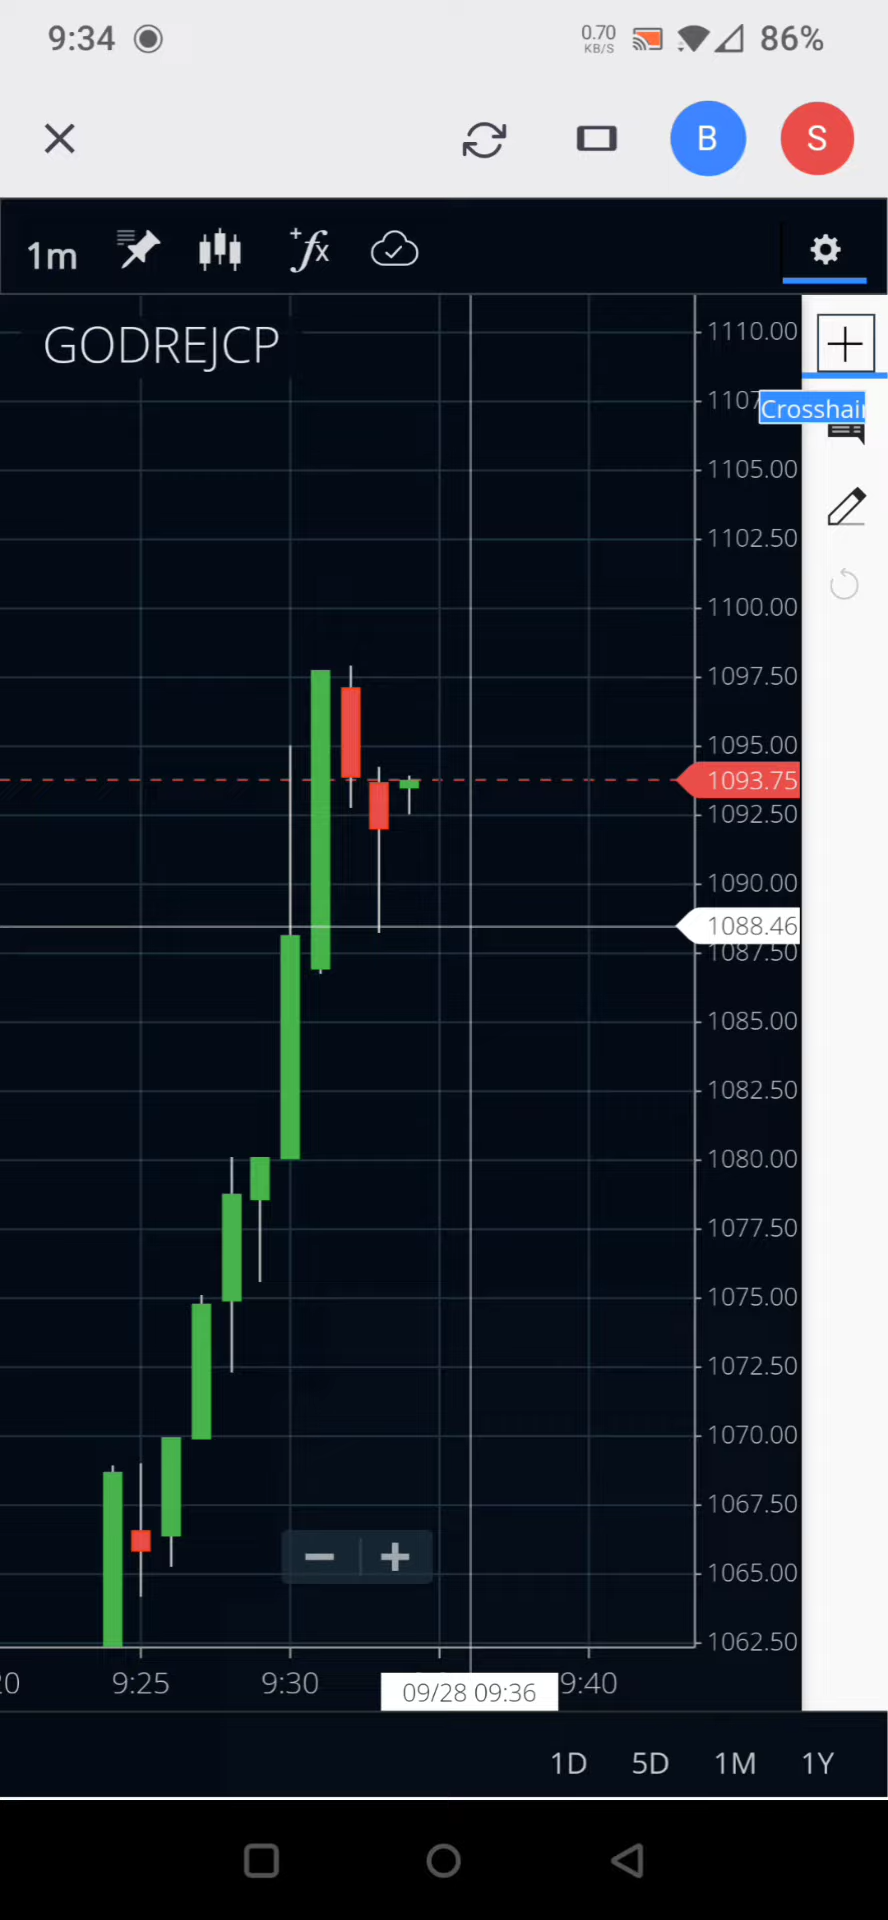 9:34
0.70
KB/S
86%
B
S
1m
+fx
GODREJCP
1110.00
1107
Crosshair
1105.00
1102.50
1100.00
1097.50
1095.00
1093.75
1092.50
1090.00
1088.46
1087.50
1085.00
1082.50
1080.00
1077.50
1075.00
1072.50
1070.00
1067.50
1065.00
1062.50
20
9:25
9:30
09/28 09:36
9:40
1D
5D
1M
1Y